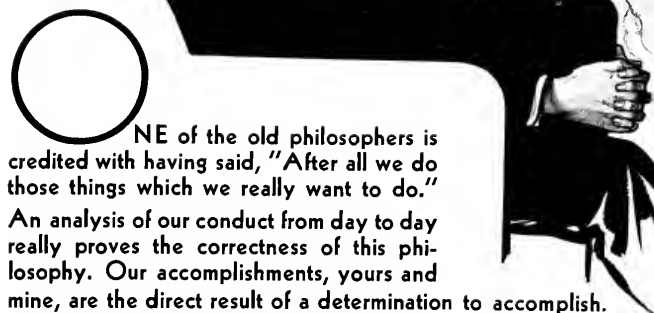 ONE of the old philosophers is
credited with having said, "After all we do
those things which we really want to do."
An analysis of our conduct from day to day
really proves the correctness of this phi-
losophy. Our accomplishments, yours and
mine, are the direct result of a determination to accomplish.